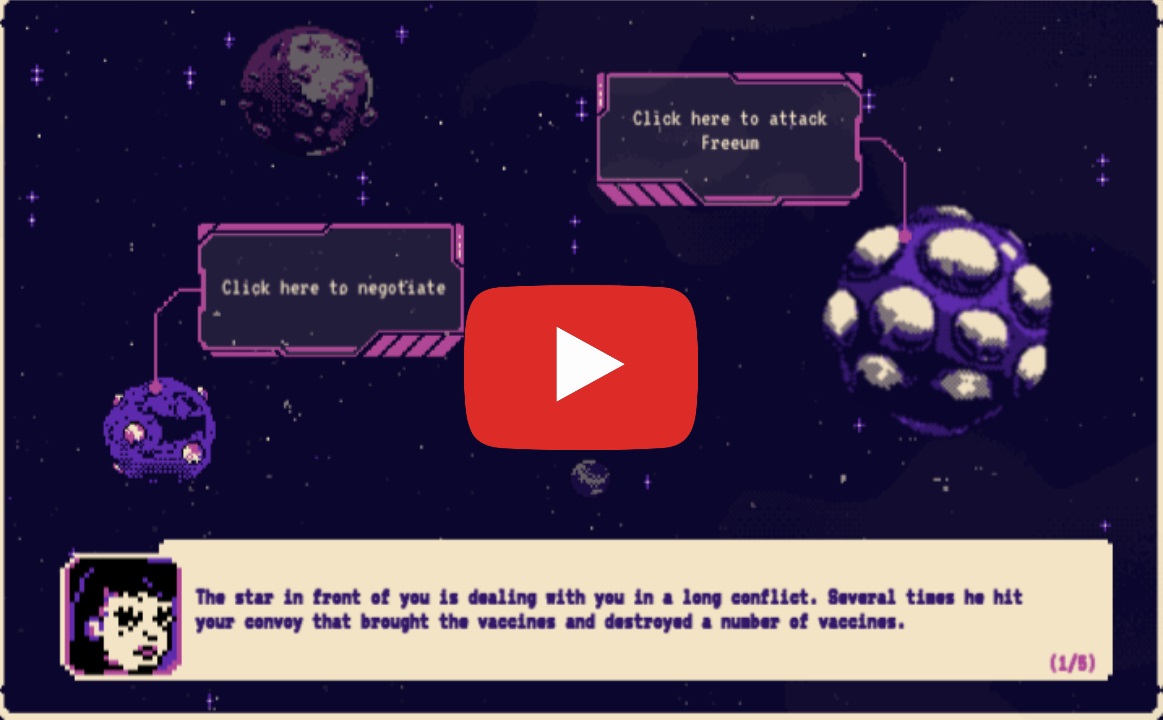 Click here to attack
Freeum
Click here to negotiate
The star in front of you is dealing with you in a long conflict. Several times he hit
your convoy that brought the vaccines and destroyed a number of vaccines.
(1/5)